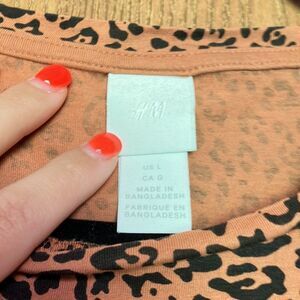 H&M
US L
CA G
MADE IN
BANGLADESH
FABRIQUÉ EN
BANGLADESH